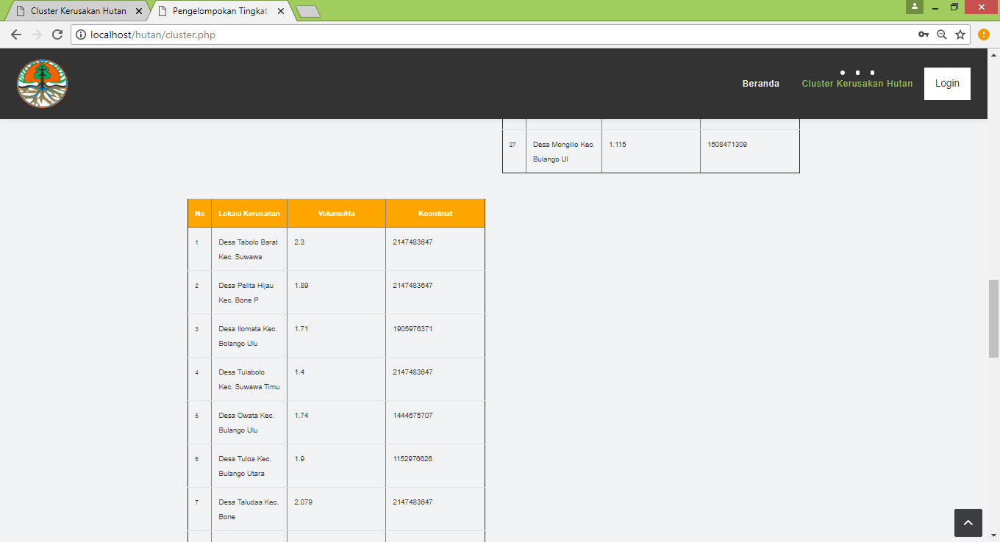 Cluster Kerusakan Hutan
Pengelompokan Tingkat
localhost/hutan/cluster.php
Beranda
Cluster Kerusakan Hutan
Login
27 Desa Mongiilo Kec. 1.115 1508471309
Bulango Ul
No Lokasi Kerusakan Volume/Ha Koordinat
1 Desa Tabolo Barat 2.3 2147483647
Kec. Suwawa
2 Desa Pelita Hijau 1.89 2147483647
Kec. Bone P
3 Desa Ilomata Kec. 1.71 1905976371
Bolango Ulu
4 Desa Tulabolo 1.4 2147483647
Kec. Suwawa Timu
5 Desa Owata Kec. 1.74 1444675707
Bulango Ulu
6 Desa Tuloa Kec. 1.9 1152976626
Bulango Utara
7 Desa Taludaa Kec. 2.079 2147483647
Bone